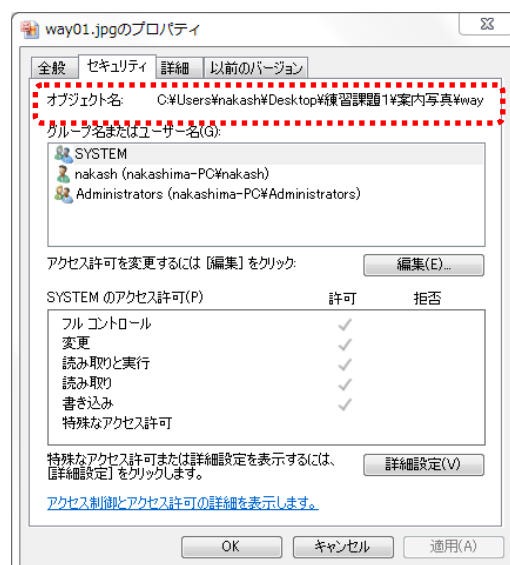 way01.jpgのプロパティ
全般 セキュリティ 詳細 以前のバージョン
オブジェクト名: C:¥Users¥nakash¥Desktop¥練習課題1¥案内写真¥way
グループ名またはユーザー名(G):
SYSTEM
nakash (nakashima-PC¥nakash)
Administrators (nakashima-PC¥Administrators)
アクセス許可を変更するには [編集] をクリック: 編集(E)...
SYSTEM のアクセス許可(P) 許可 拒否
フル コントロール
変更
読み取りと実行
読み取り
書き込み
特殊なアクセス許可
特殊なアクセス許可または詳細設定を表示するには、
[詳細設定] をクリックします。 詳細設定(V)
アクセス制御とアクセス許可の詳細を表示します。
OK キャンセル 適用(A)